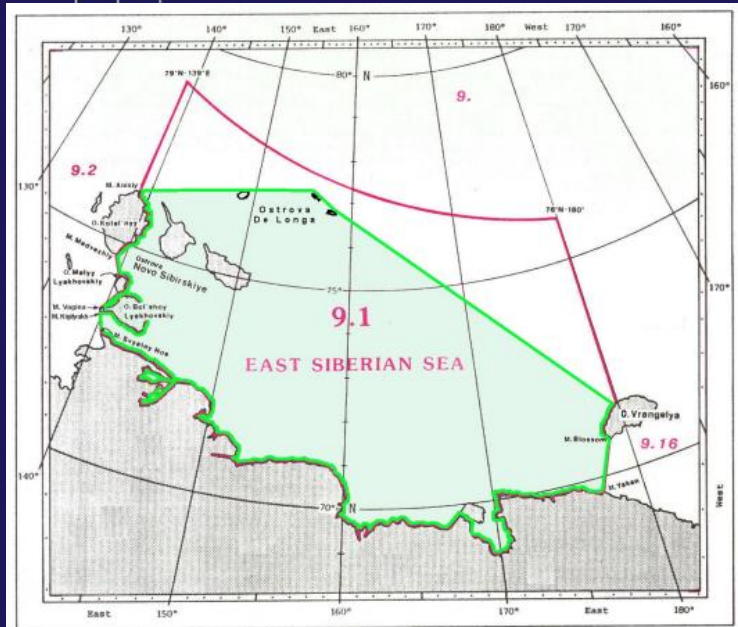 130° 140° 150° East 160° 170° 180° West 170°
79°N-139°E
80° N
160°
9.
9.2
130°
M. Anisiy
O. Kotel'nyy
Ostrova
De Longa
76°N-180°
M. Medvezhiy
Ostrova
Novo Sibirskiye
O. Malyy
Lyakhovskiy
75°
170°
M. Vagina
M. Kigilyakh
O. Bol'shoy
Lyakhovskiy
9.1
M. Svyatoy Nos
EAST SIBERIAN SEA
O. Vrangelya
M. Blossom
9.16
140°
M. Yakan
70° N
West
East 150° 160° 170° East 180°